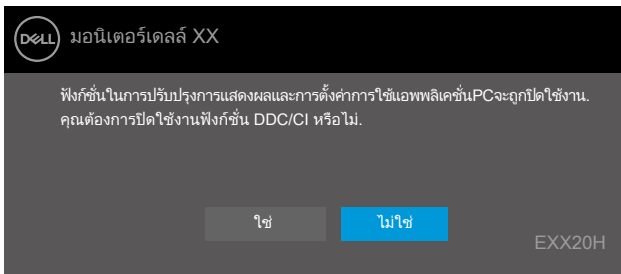 DELL
มอนิเตอร์เดลล์ XX
ฟังก์ชั่นในการปรับปรุงการแสดงผลและการตั้งค่าการใช้แอพพลิเคชั่นPCจะถูกปิดใช้งาน.
คุณต้องการปิดใช้งานฟังก์ชั่น DDC/CI หรือไม่.
ใช่
ไม่ใช่
EXX20H